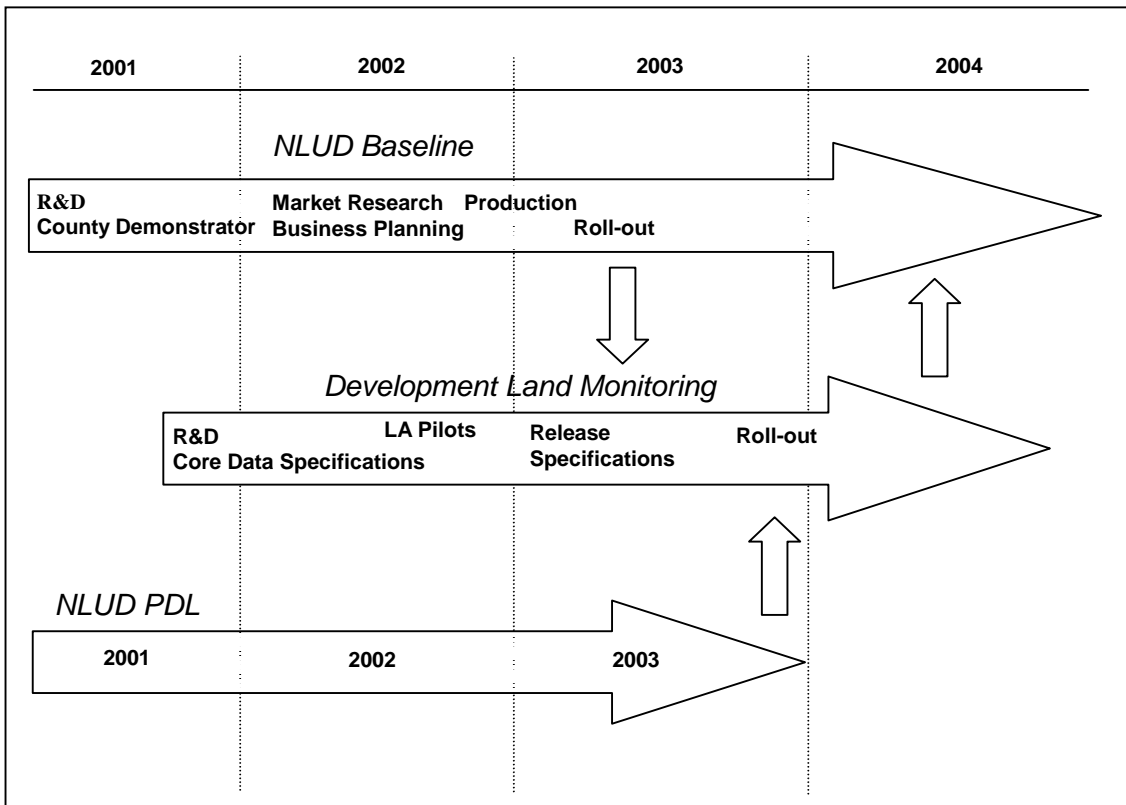 2001 2002 2003 2004
NLUD Baseline
R&D
County Demonstrator
Market Research Production
Business Planning
Roll-out
Development Land Monitoring
R&D
Core Data Specifications
LA Pilots
Release
Specifications
Roll-out
NLUD PDL
2001 2002 2003